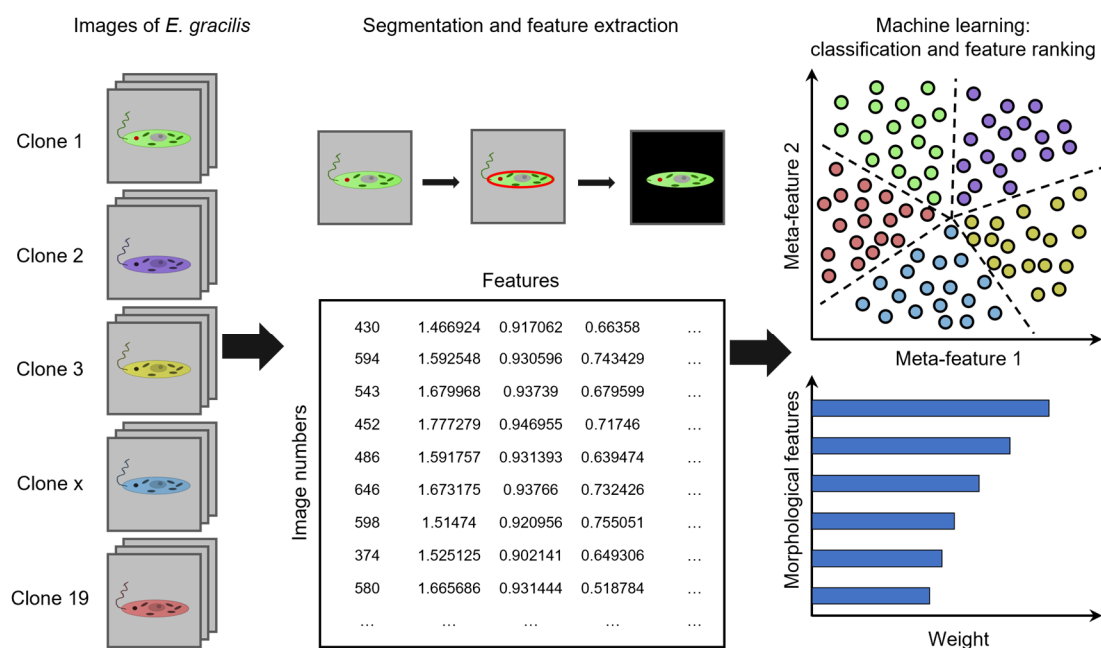 Images of E. gracilis
Clone 1
Clone 2
Clone 3
Clone x
Clone 19
Segmentation and feature extraction
Features
Image numbers
430 1.466924 0.917062 0.66358 ...
594 1.592548 0.930596 0.743429 ...
543 1.679968 0.93739 0.679599 ...
452 1.777279 0.946955 0.71746 ...
486 1.591757 0.931393 0.639474 ...
646 1.673175 0.93766 0.732426 ...
598 1.51474 0.920956 0.755051 ...
374 1.525125 0.902141 0.649306 ...
580 1.665686 0.931444 0.518784 ...
... ... ... ... ...
Machine learning:
classification and feature ranking
Meta-feature 2
Meta-feature 1
Morphological features
Weight